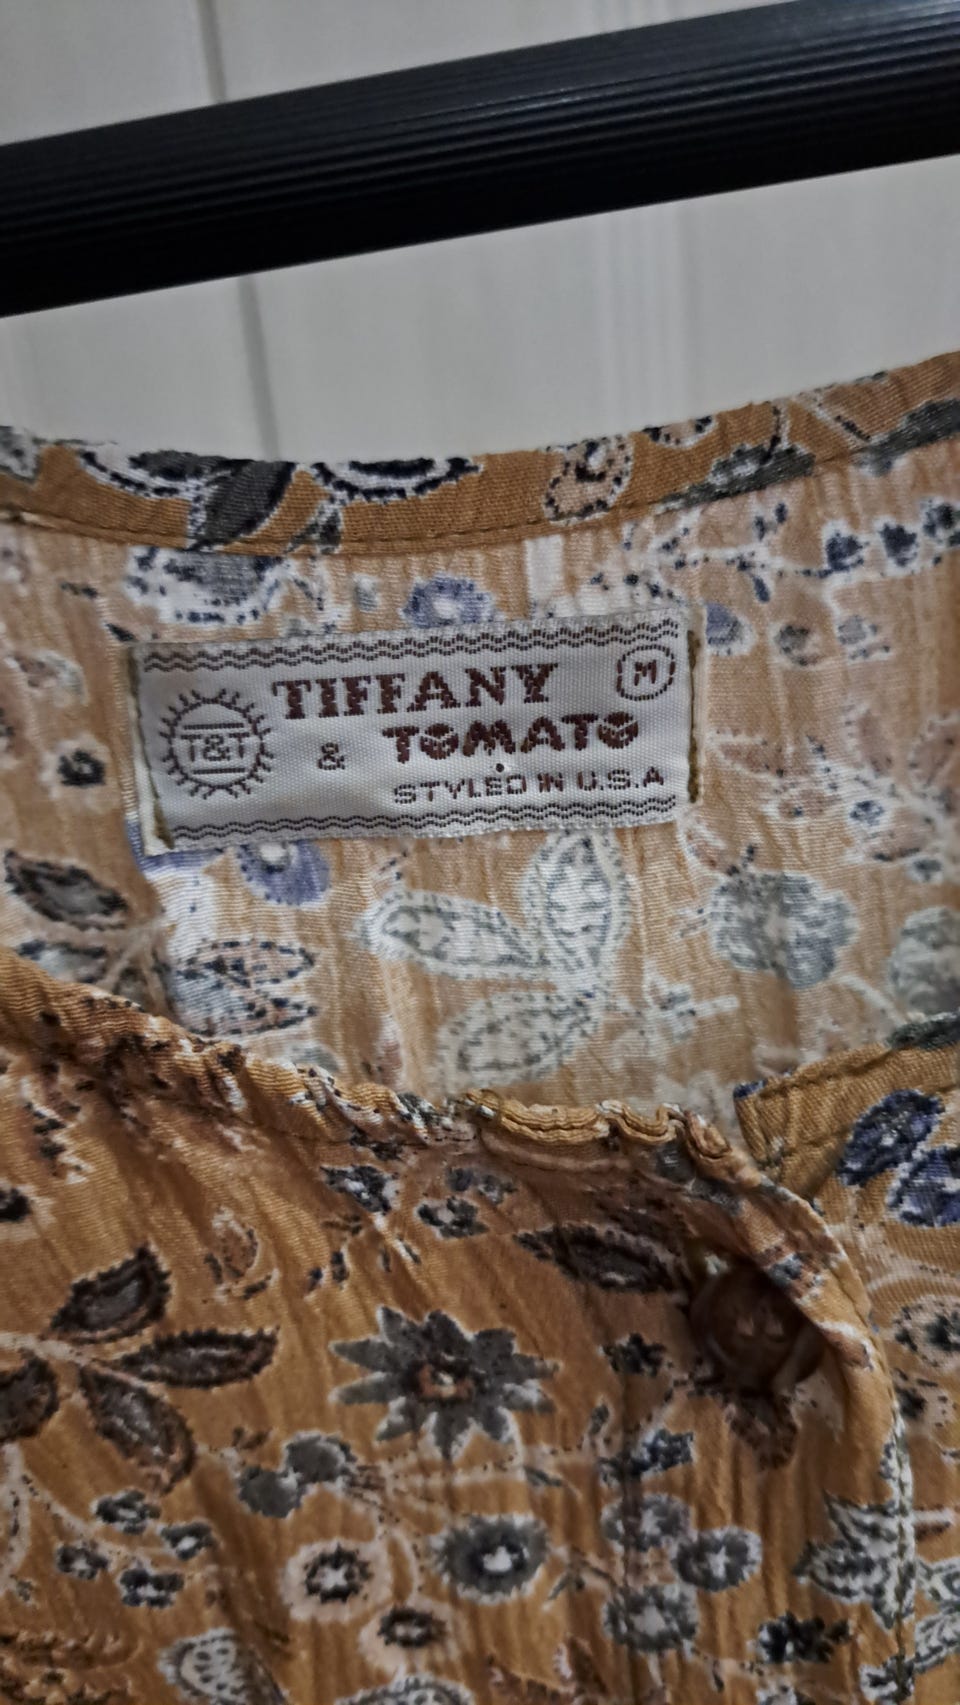 TIFFANY M
T&T & TOMATO
STYLED IN U.S.A